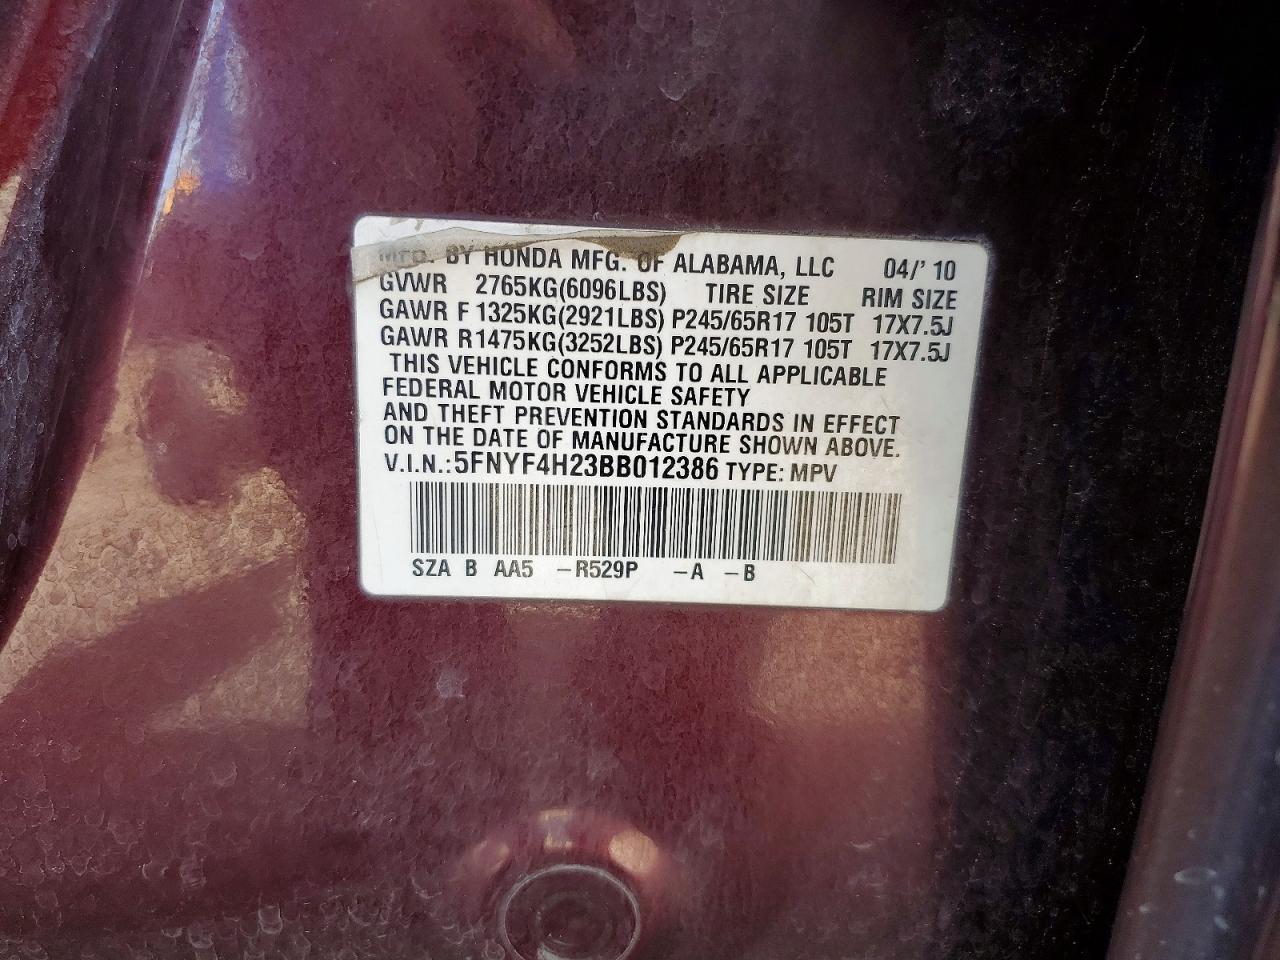 MFD. BY HONDA MFG. OF ALABAMA, LLC 04/'10
GVWR 2765KG(6096LBS) TIRE SIZE RIM SIZE
GAWR F 1325KG(2921LBS) P245/65R17 105T 17X7.5J
GAWR R 1475KG(3252LBS) P245/65R17 105T 17X7.5J
THIS VEHICLE CONFORMS TO ALL APPLICABLE
FEDERAL MOTOR VEHICLE SAFETY
AND THEFT PREVENTION STANDARDS IN EFFECT
ON THE DATE OF MANUFACTURE SHOWN ABOVE.
V.I.N.:5FNYF4H23BB012386 TYPE: MPV
SZA B AA5 -R529P -A -B